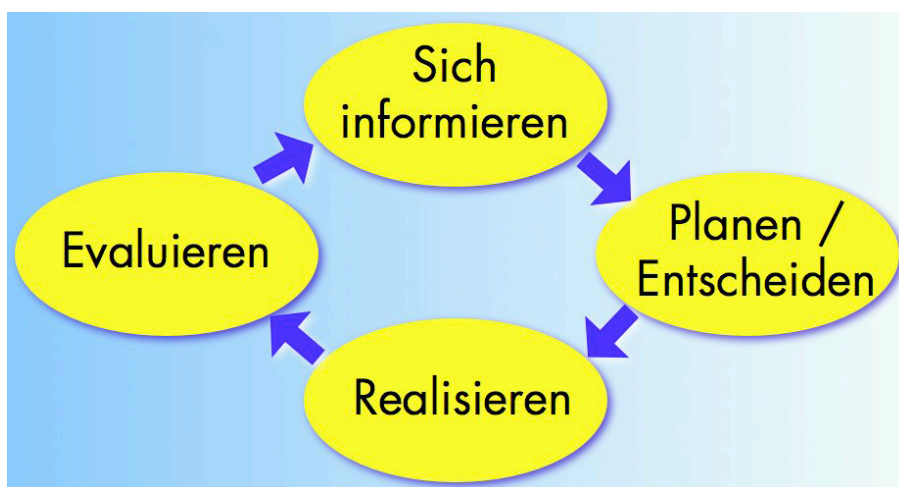 Sich
informieren
Planen /
Entscheiden
Realisieren
Evaluieren